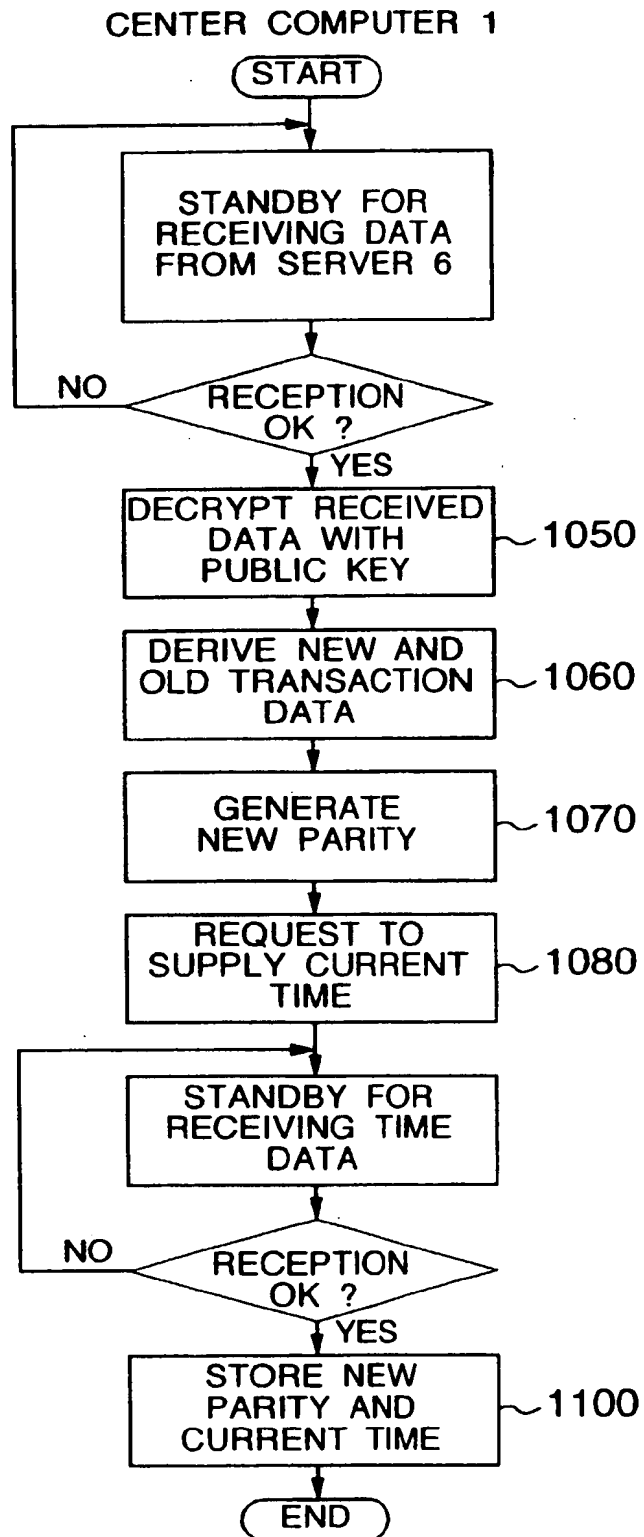 CENTER COMPUTER 1
START
STANDBY FOR
RECEIVING DATA
FROM SERVER 6
NO
RECEPTION
OK ?
YES
DECRYPT RECEIVED
DATA WITH
PUBLIC KEY
1050
DERIVE NEW AND
OLD TRANSACTION
DATA
1060
GENERATE
NEW PARITY
1070
REQUEST TO
SUPPLY CURRENT
TIME
1080
STANDBY FOR
RECEIVING TIME
DATA
NO
RECEPTION
OK ?
YES
STORE NEW
PARITY AND
CURRENT TIME
1100
END